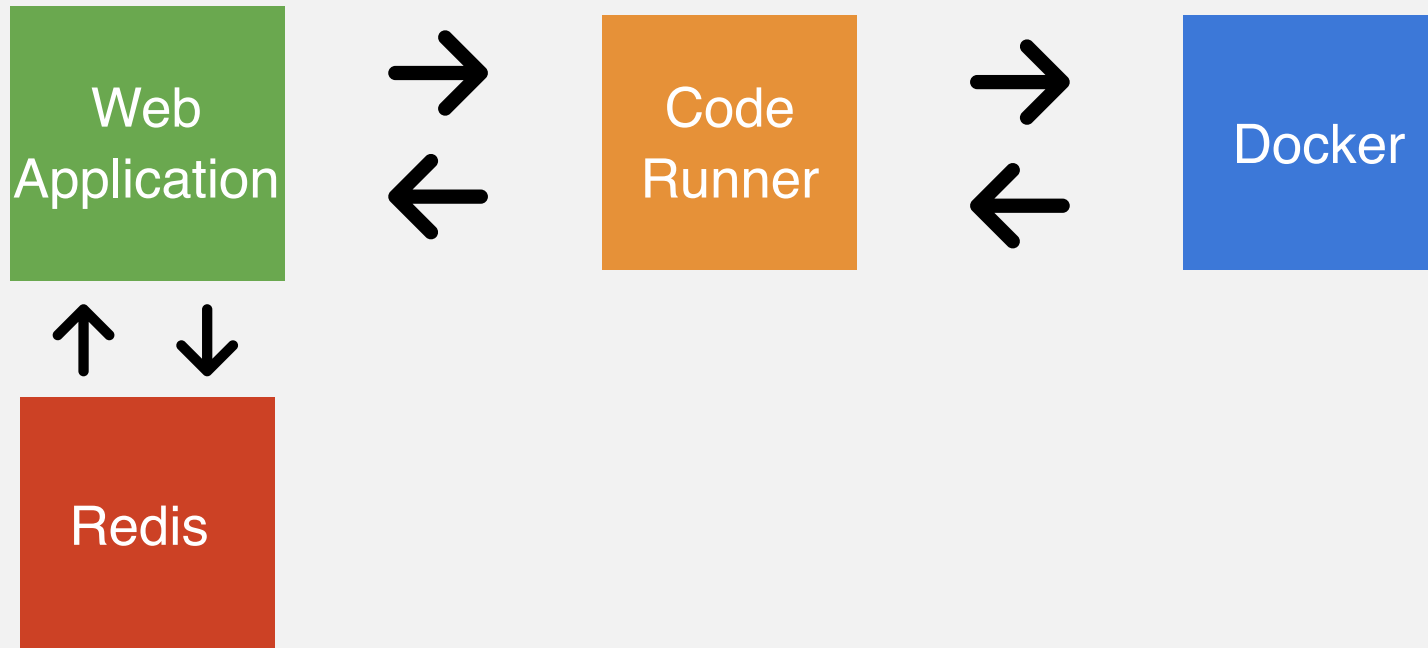 Web
Application
Code
Runner
Docker
Redis